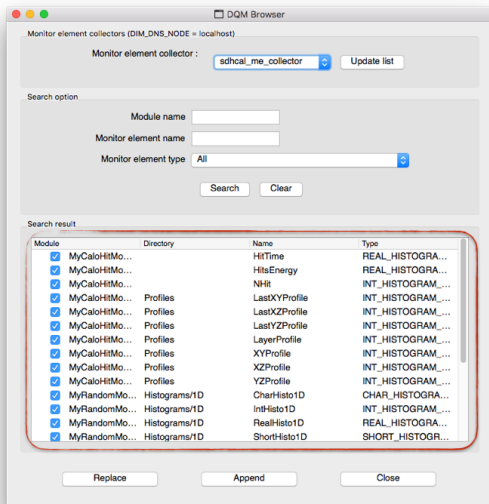 DQM Browser
Monitor element collectors (DIM_DNS_NODE = localhost)
Monitor element collector : sdhcal_me_collector Update list
Search option
Module name
Monitor element name
Monitor element type All
Search Clear
Search result
Module Directory Name Type
MyCaloHitMo... HitTime REAL_HISTOGRA...
MyCaloHitMo... HitsEnergy REAL_HISTOGRA...
MyCaloHitMo... NHit INT_HISTOGRAM_...
MyCaloHitMo... Profiles LastXYProfile INT_HISTOGRAM_...
MyCaloHitMo... Profiles LastXZProfile INT_HISTOGRAM_...
MyCaloHitMo... Profiles LastYZProfile INT_HISTOGRAM_...
MyCaloHitMo... Profiles LayerProfile INT_HISTOGRAM_...
MyCaloHitMo... Profiles XYProfile INT_HISTOGRAM_...
MyCaloHitMo... Profiles XZProfile INT_HISTOGRAM_...
MyCaloHitMo... Profiles YZProfile INT_HISTOGRAM_...
MyRandomMo... Histograms/1D CharHisto1D CHAR_HISTOGRA...
MyRandomMo... Histograms/1D IntHisto1D INT_HISTOGRAM_...
MyRandomMo... Histograms/1D RealHisto1D REAL_HISTOGRA...
MyRandomMo... Histograms/1D ShortHisto1D SHORT_HISTOGR...
Replace Append Close